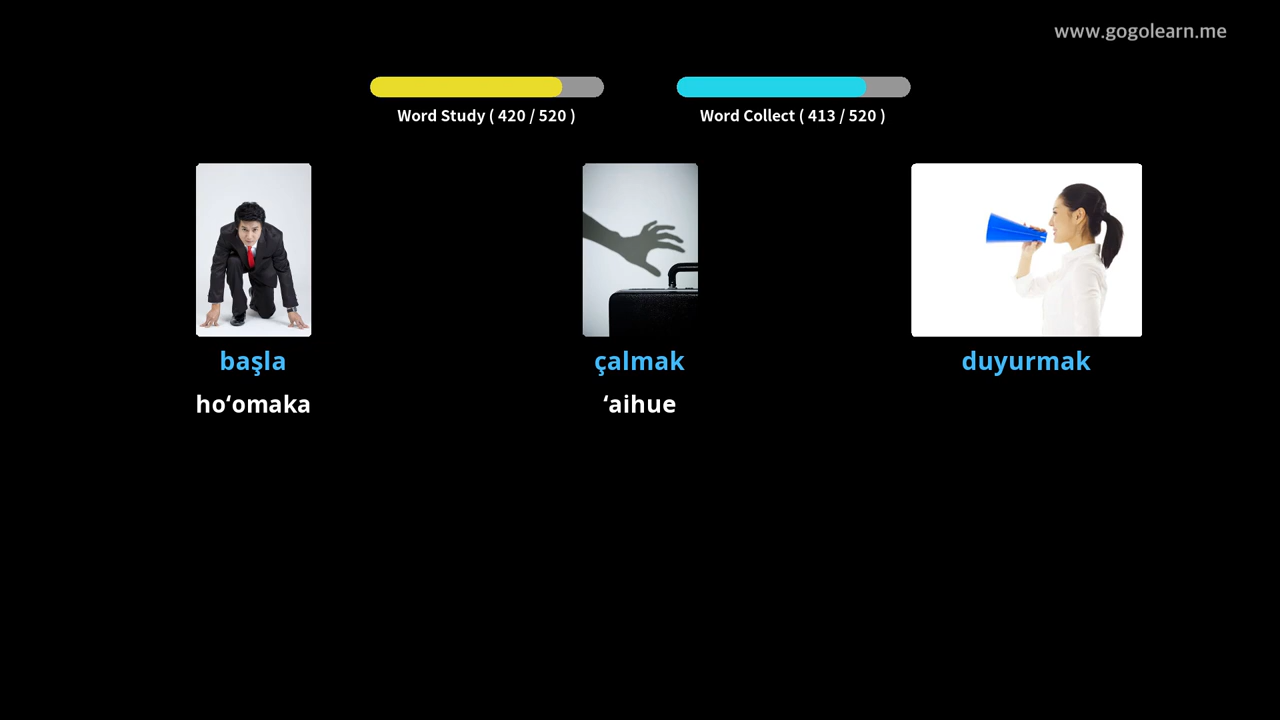 www.gogolearn.me
Word Study ( 420 / 520 )
Word Collect ( 413 / 520 )
başla
çalmak
duyurmak
hoʻomaka
ʻaihue